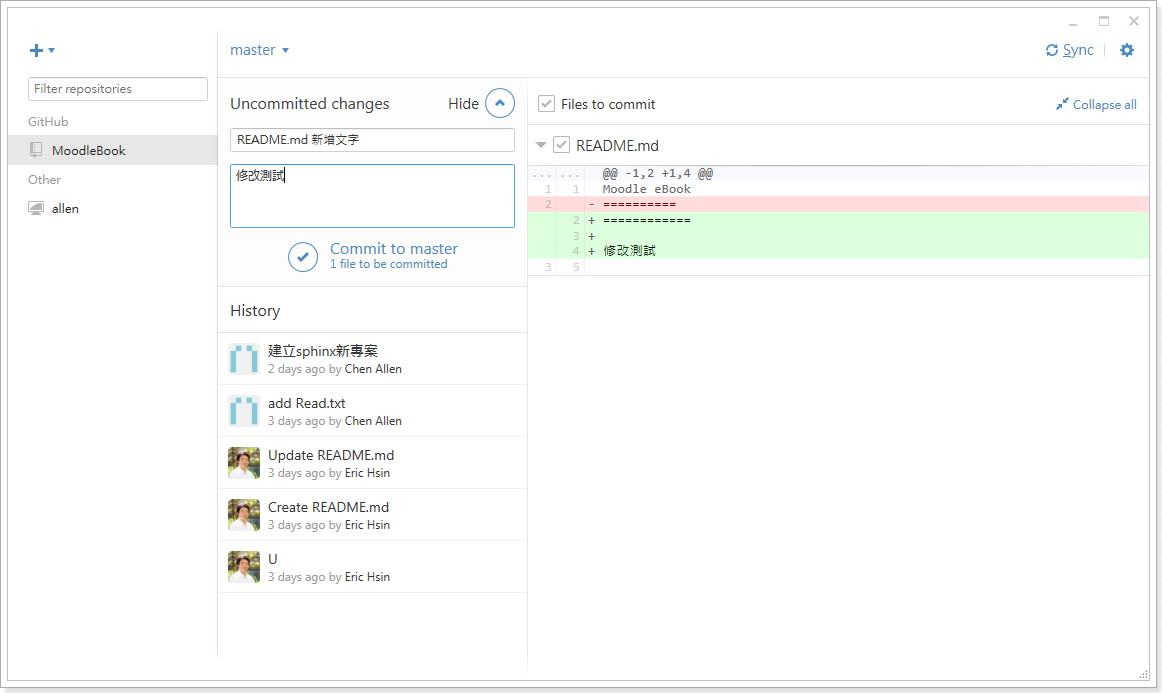 master
Sync
Filter repositories
GitHub
MoodleBook
Other
allen
Uncommitted changes
Hide
README.md 新增文字
修改測試
Commit to master
1 file to be committed
History
建立sphinx新專案
2 days ago by Chen Allen
add Read.txt
3 days ago by Chen Allen
Update README.md
3 days ago by Eric Hsin
Create README.md
3 days ago by Eric Hsin
U
3 days ago by Eric Hsin
Files to commit
Collapse all
README.md
... ... @@ -1,2 +1,4 @@
1 1 Moodle eBook
2 - ==========
2 + ============
3 +
4 + 修改測試
3 5